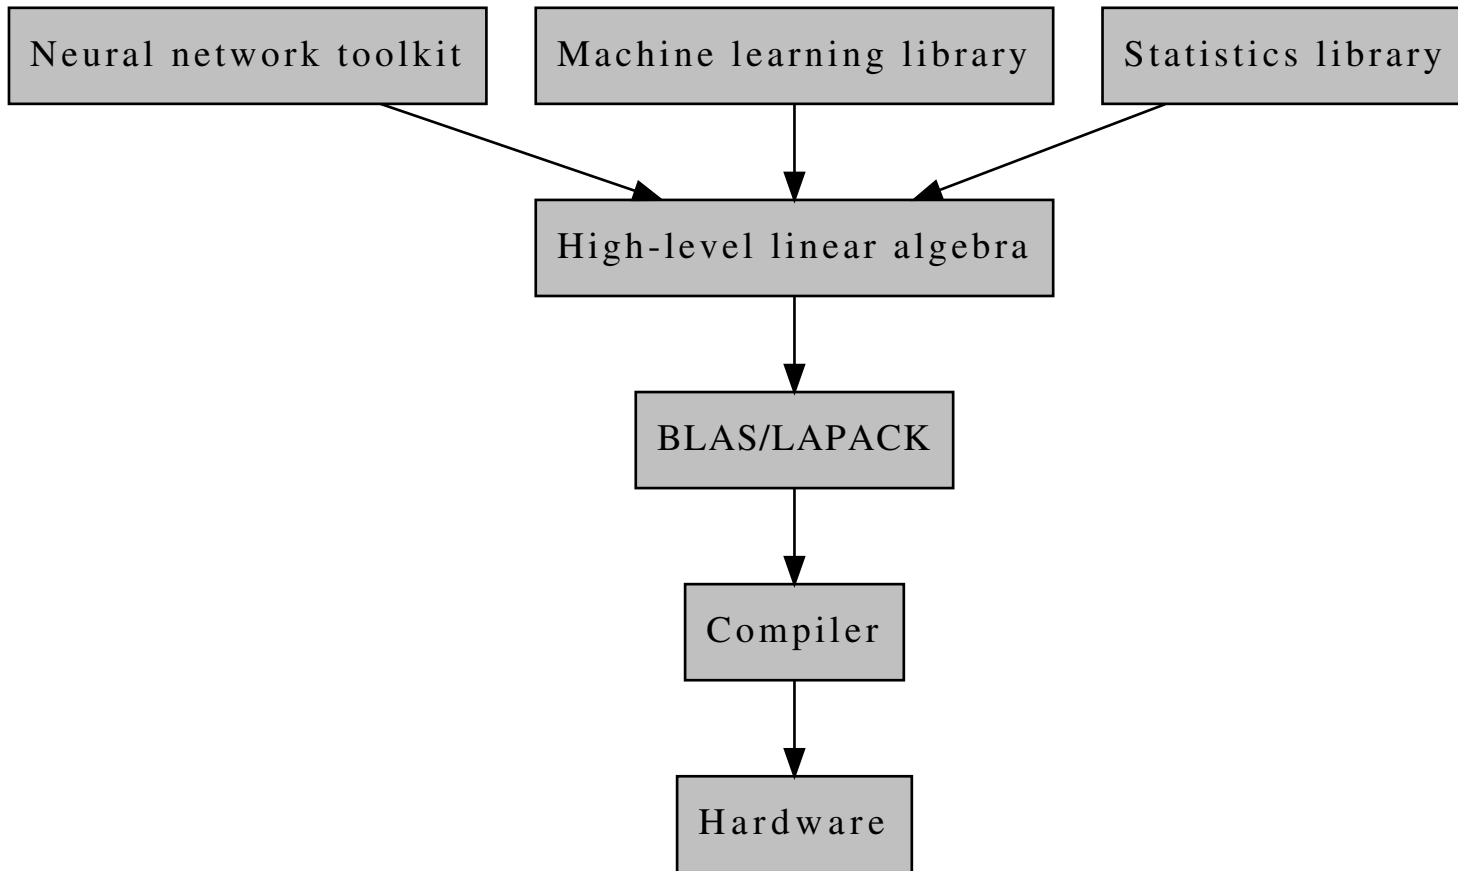 Neural network toolkit
Machine learning library
Statistics library
High-level linear algebra
BLAS/LAPACK
Compiler
Hardware